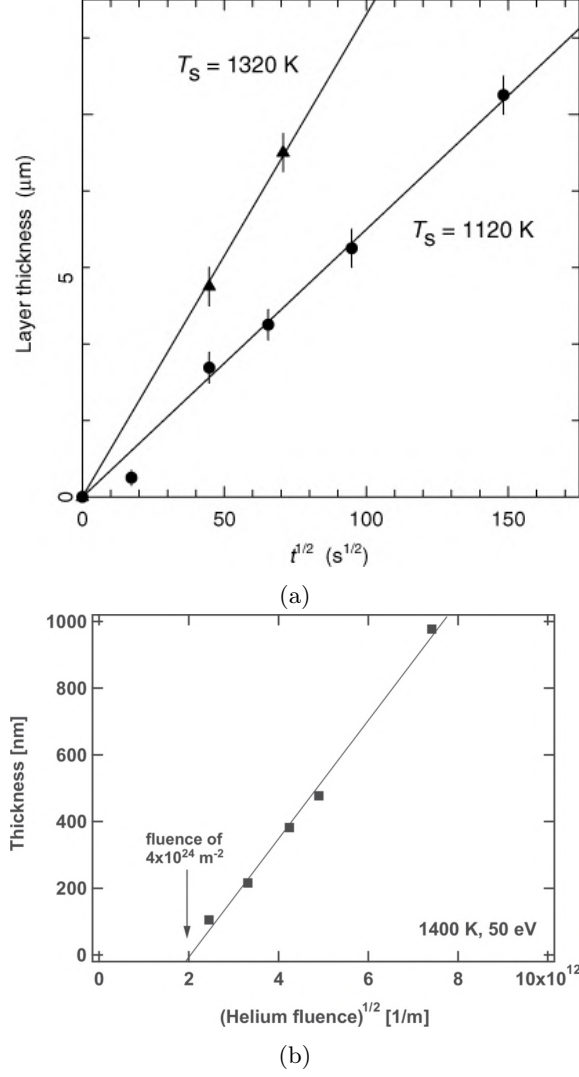 T_S = 1320 K
T_S = 1120 K
Layer thickness (μm)
5
0
0 50 100 150
t^{1/2} (s^{1/2})
(a)
1000
800
600
400
200
0
Thickness [nm]
fluence of
4x10^{24} m^{-2}
1400 K, 50 eV
0 2 4 6 8 10x10^{12}
(Helium fluence)^{1/2} [1/m]
(b)